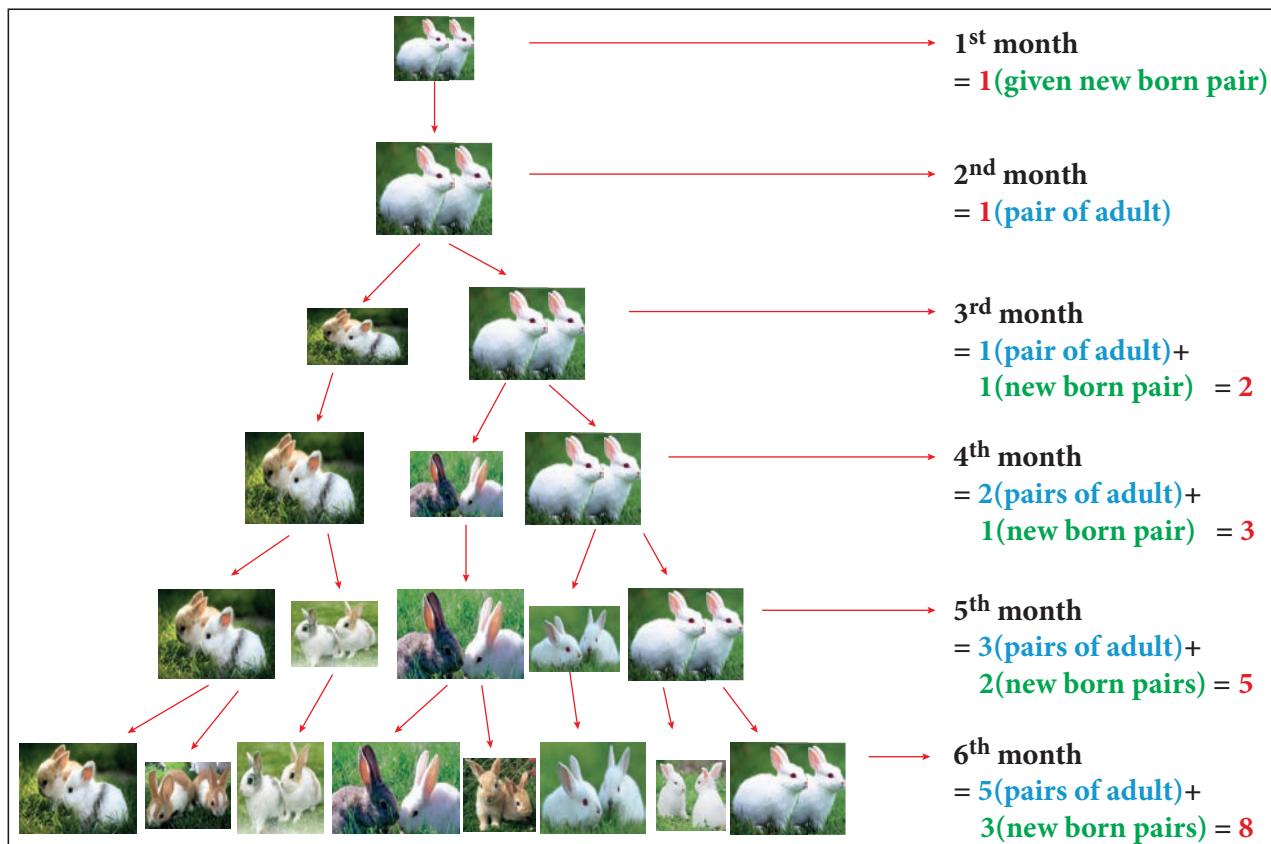 1st month
= 1(given new born pair)
2nd month
= 1(pair of adult)
3rd month
= 1(pair of adult)+
1(new born pair) = 2
4th month
= 2(pairs of adult)+
1(new born pair) = 3
5th month
= 3(pairs of adult)+
2(new born pairs) = 5
6th month
= 5(pairs of adult)+
3(new born pairs) = 8